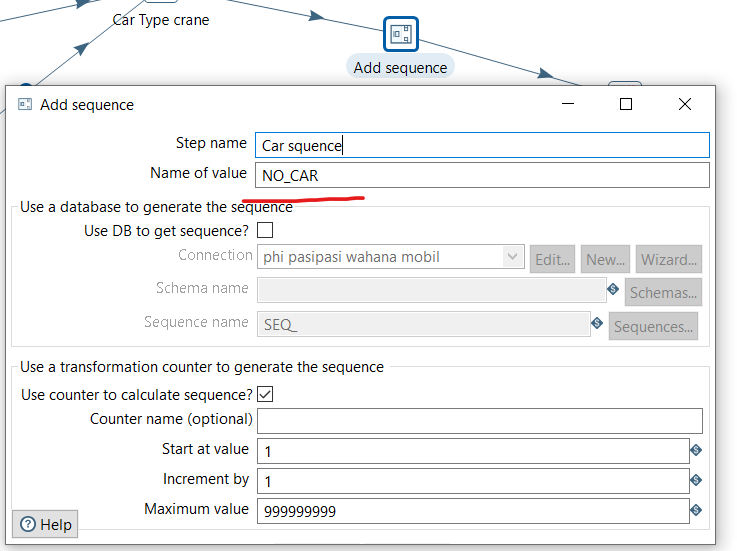 Car Type crane
Add sequence
Add sequence
Step name Car squence
Name of value NO_CAR
Use a database to generate the sequence
Use DB to get sequence?
Connection phi pasipasi wahana mobil Edit... New... Wizard...
Schema name Schemas...
Sequence name SEQ_ Sequences...
Use a transformation counter to generate the sequence
Use counter to calculate sequence?
Counter name (optional)
Start at value 1
Increment by 1
Maximum value 999999999
Help